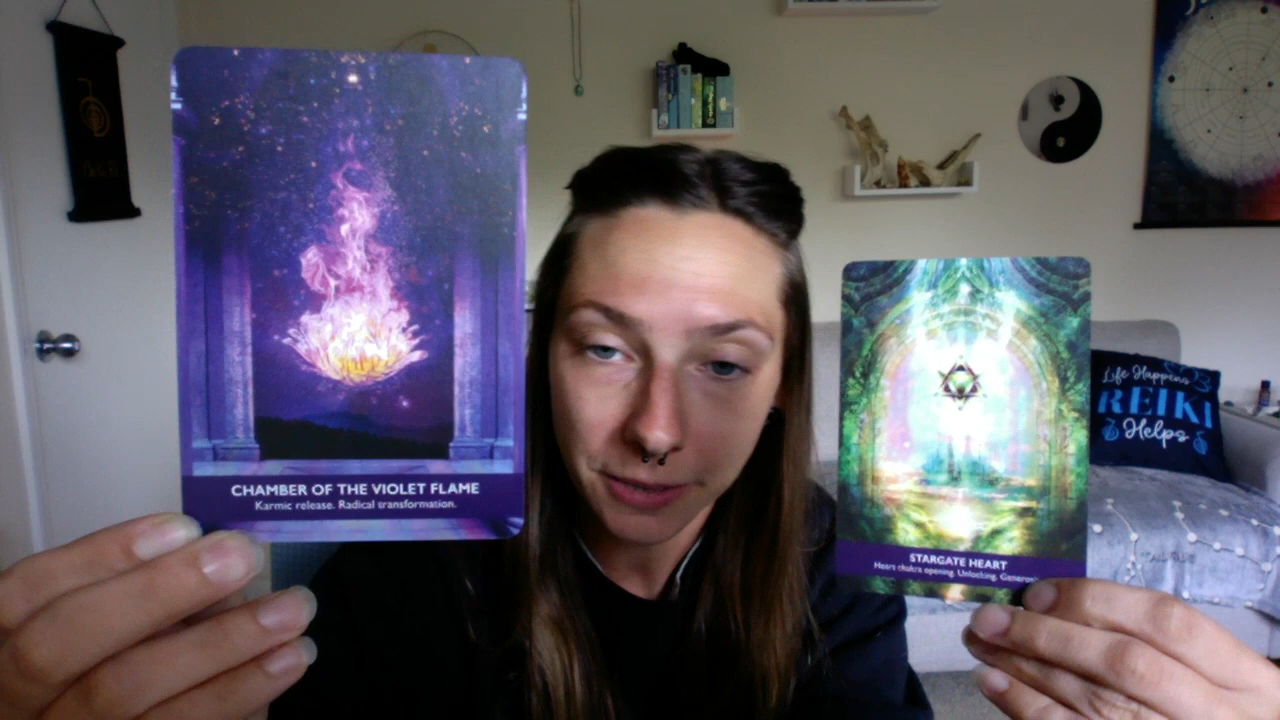 CHAMBER OF THE VIOLET FLAME
Karmic release. Radical transformation.
STARGATE HEART
Heart chakra opening. Unlocking.
Life Happens
REIKI
Helps